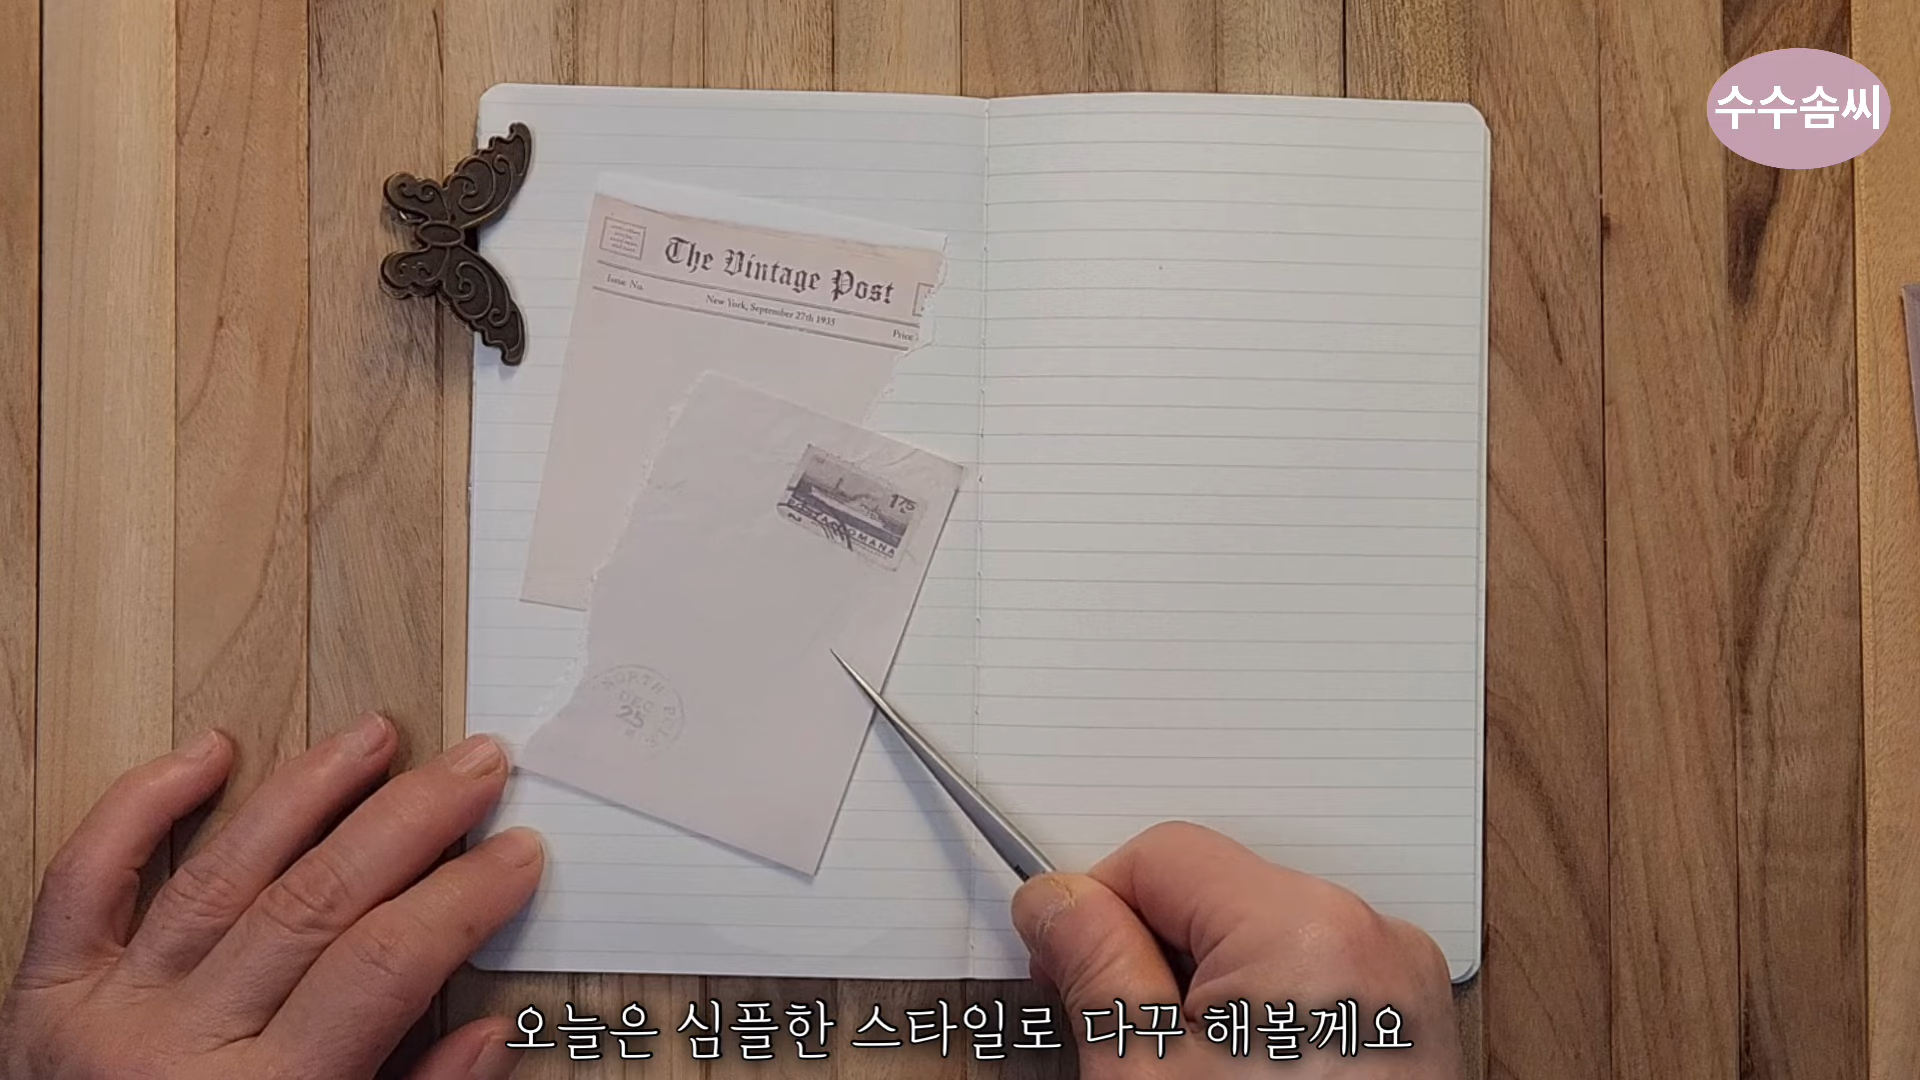 수수솜씨
The Vintage Post
Issue No.
New York, September 27th 1935
Price
1.75 L
POSTA ROMANA
NORTH POLE
DEC
25
오늘은 심플한 스타일로 다꾸 해볼께요